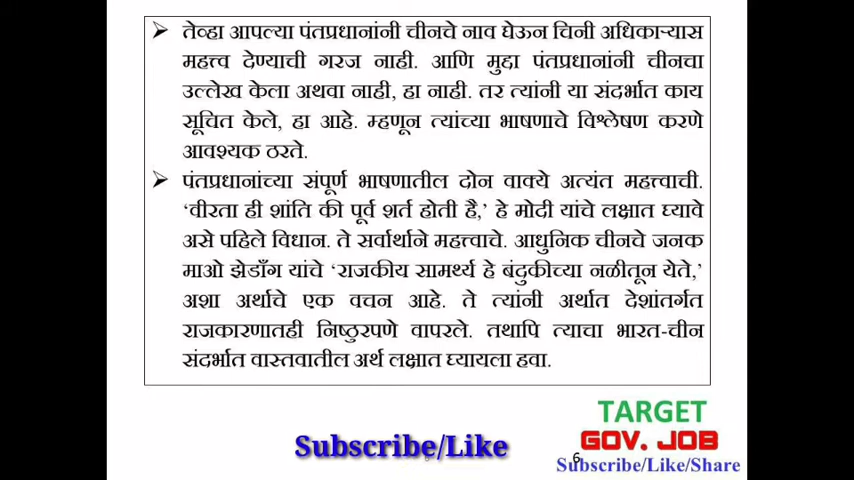 ➢ तेव्हा आपल्या पंतप्रधानांनी चीनचे नाव घेऊन चिनी अधिकाऱ्यास
महत्त्व देण्याची गरज नाही. आणि मुद्दा पंतप्रधानांनी चीनचा
उल्लेख केला अथवा नाही, हा नाही. तर त्यांनी या संदर्भात काय
सूचित केले, हा आहे. म्हणून त्यांच्या भाषणाचे विश्लेषण करणे
आवश्यक ठरते.
➢ पंतप्रधानांच्या संपूर्ण भाषणातील दोन वाक्ये अत्यंत महत्त्वाची.
‘वीरता ही शांति की पूर्व शर्त होती है,’ हे मोदी यांचे लक्षात घ्यावे
असे पहिले विधान. ते सर्वार्थाने महत्त्वाचे. आधुनिक चीनचे जनक
माओ झेडाँग यांचे ‘राजकीय सामर्थ्य हे बंदुकीच्या नळीतून येते,’
अशा अर्थाचे एक वचन आहे. ते त्यांनी अर्थात देशांतर्गत
राजकारणातही निष्ठुरपणे वापरले. तथापि त्याचा भारत-चीन
संदर्भात वास्तवातील अर्थ लक्षात घ्यायला हवा.
TARGET
GOV. JOB
Subscribe/Like
6
Subscribe/Like/Share